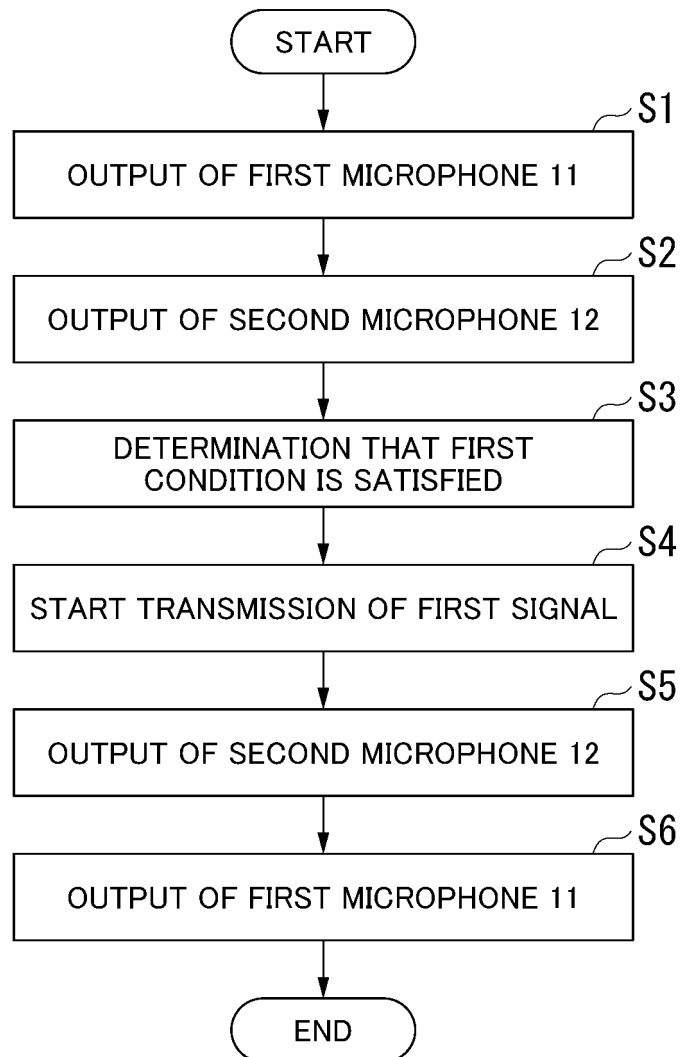 START
S1
OUTPUT OF FIRST MICROPHONE 11
S2
OUTPUT OF SECOND MICROPHONE 12
S3
DETERMINATION THAT FIRST
CONDITION IS SATISFIED
S4
START TRANSMISSION OF FIRST SIGNAL
S5
OUTPUT OF SECOND MICROPHONE 12
S6
OUTPUT OF FIRST MICROPHONE 11
END